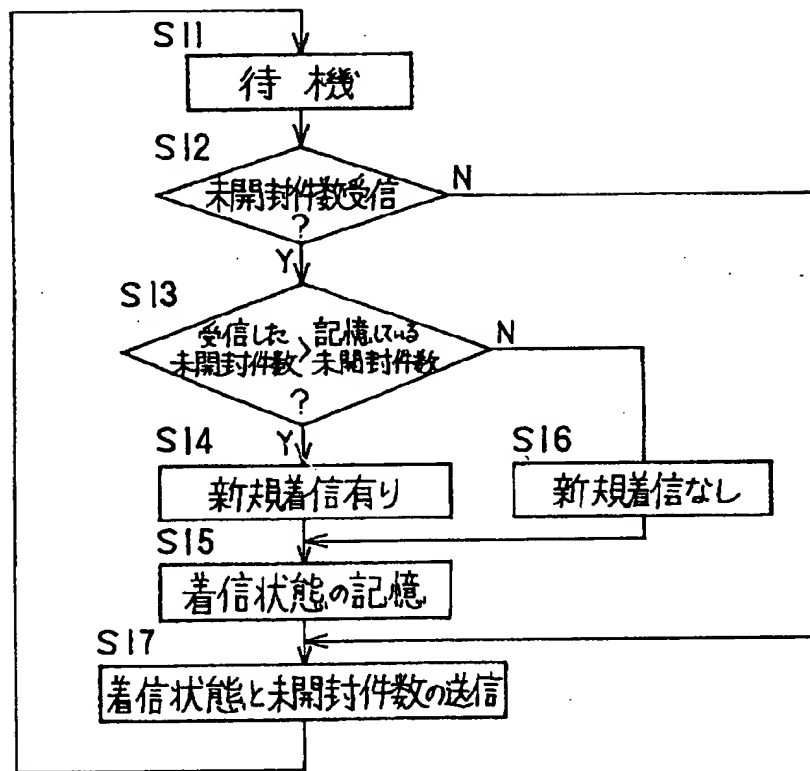 S11
待機
S12
未開封件数受信
?
N
Y
S13
受信した
未開封件数
>
記憶している
未開封件数
?
N
Y
S14
新規着信有り
S16
新規着信なし
S15
着信状態の記憶
S17
着信状態と未開封件数の送信